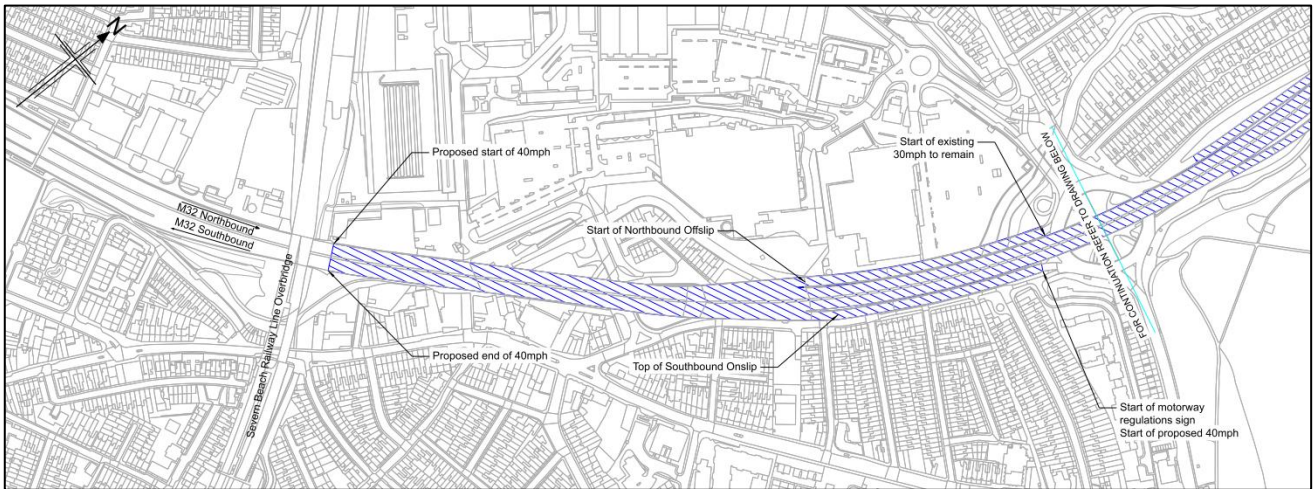 N
Proposed start of 40mph
M32 Northbound
M32 Southbound
Severn Beach Railway Line Overbridge
Proposed end of 40mph
Start of Northbound Offslip
Top of Southbound Onslip
Start of existing
30mph to remain
FOR CONTINUATION REFER TO DRAWING BELOW
Start of motorway
regulations sign
Start of proposed 40mph